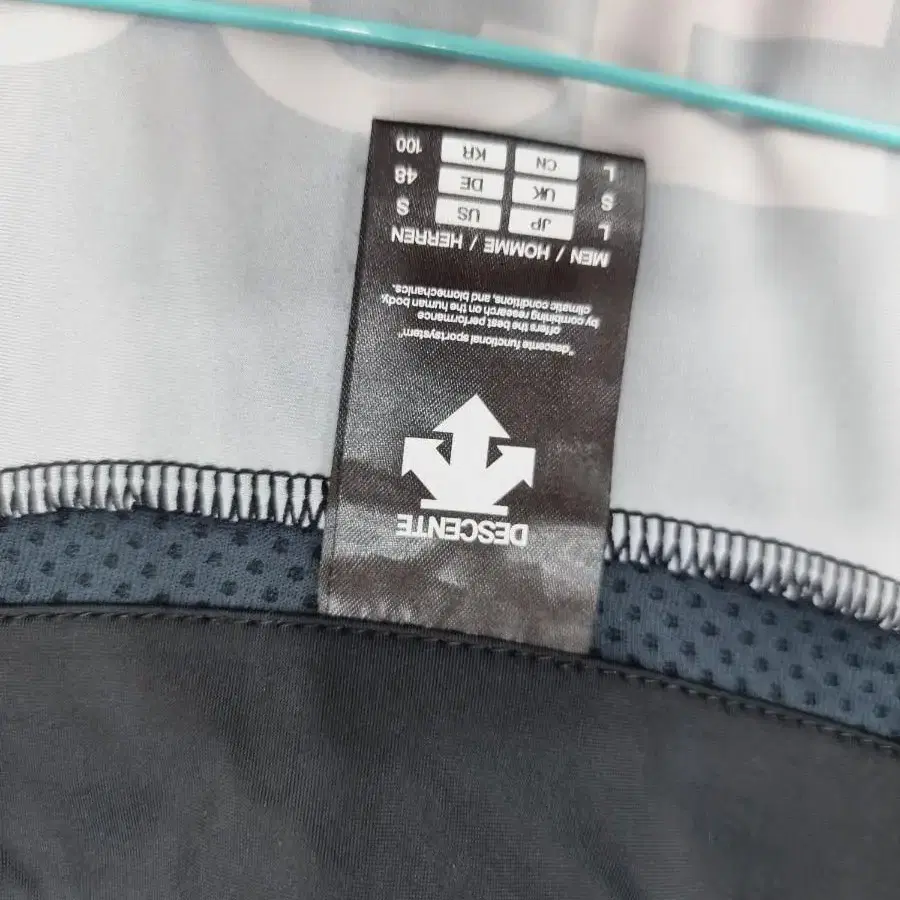 DESCENTE
"descente functional sportsystem"
offers the best performance
by combining research on the human body,
climatic conditions, and biomechanics.
MEN / HOMME / HERREN
L JP US S
S UK DE 48
L CN KR 100